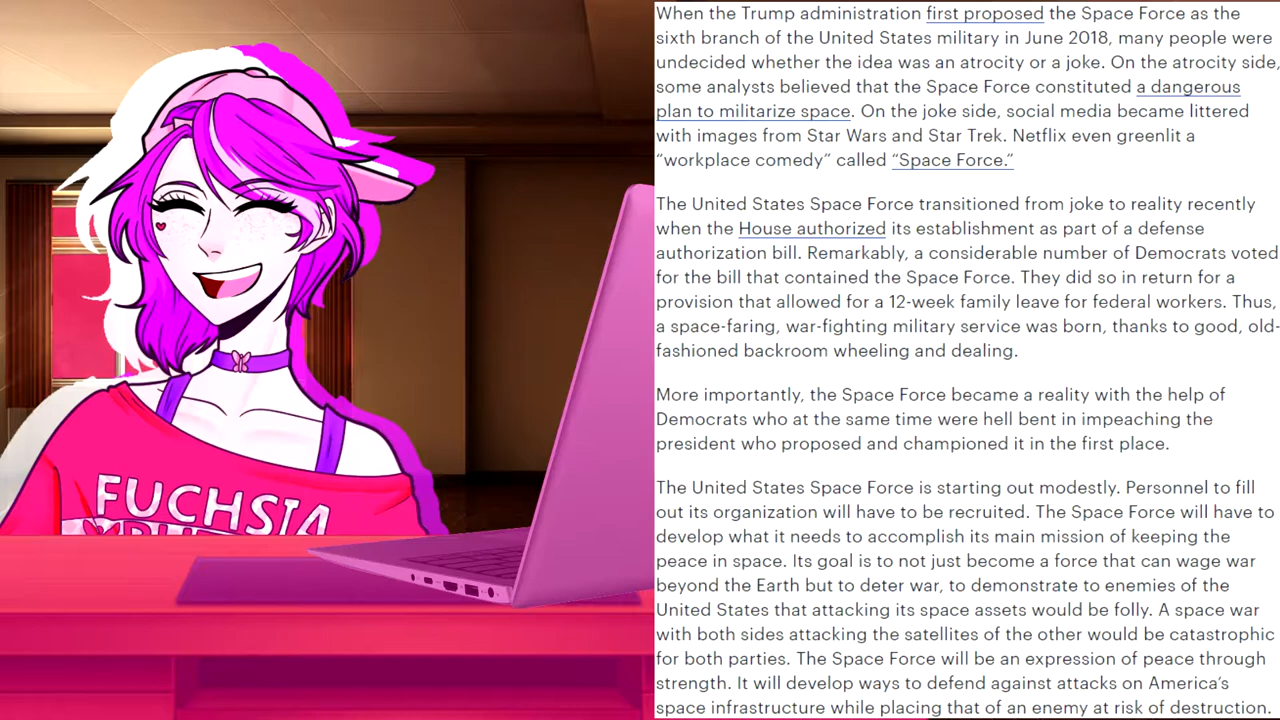 When the Trump administration first proposed the Space Force as the
sixth branch of the United States military in June 2018, many people were
undecided whether the idea was an atrocity or a joke. On the atrocity side,
some analysts believed that the Space Force constituted a dangerous
plan to militarize space. On the joke side, social media became littered
with images from Star Wars and Star Trek. Netflix even greenlit a
“workplace comedy” called “Space Force.”
The United States Space Force transitioned from joke to reality recently
when the House authorized its establishment as part of a defense
authorization bill. Remarkably, a considerable number of Democrats voted
for the bill that contained the Space Force. They did so in return for a
provision that allowed for a 12-week family leave for federal workers. Thus,
a space-faring, war-fighting military service was born, thanks to good, old-
fashioned backroom wheeling and dealing.
More importantly, the Space Force became a reality with the help of
Democrats who at the same time were hell bent in impeaching the
president who proposed and championed it in the first place.
The United States Space Force is starting out modestly. Personnel to fill
out its organization will have to be recruited. The Space Force will have to
develop what it needs to accomplish its main mission of keeping the
peace in space. Its goal is to not just become a force that can wage war
beyond the Earth but to deter war, to demonstrate to enemies of the
United States that attacking its space assets would be folly. A space war
with both sides attacking the satellites of the other would be catastrophic
for both parties. The Space Force will be an expression of peace through
strength. It will develop ways to defend against attacks on America’s
space infrastructure while placing that of an enemy at risk of destruction.
FUCHSIA